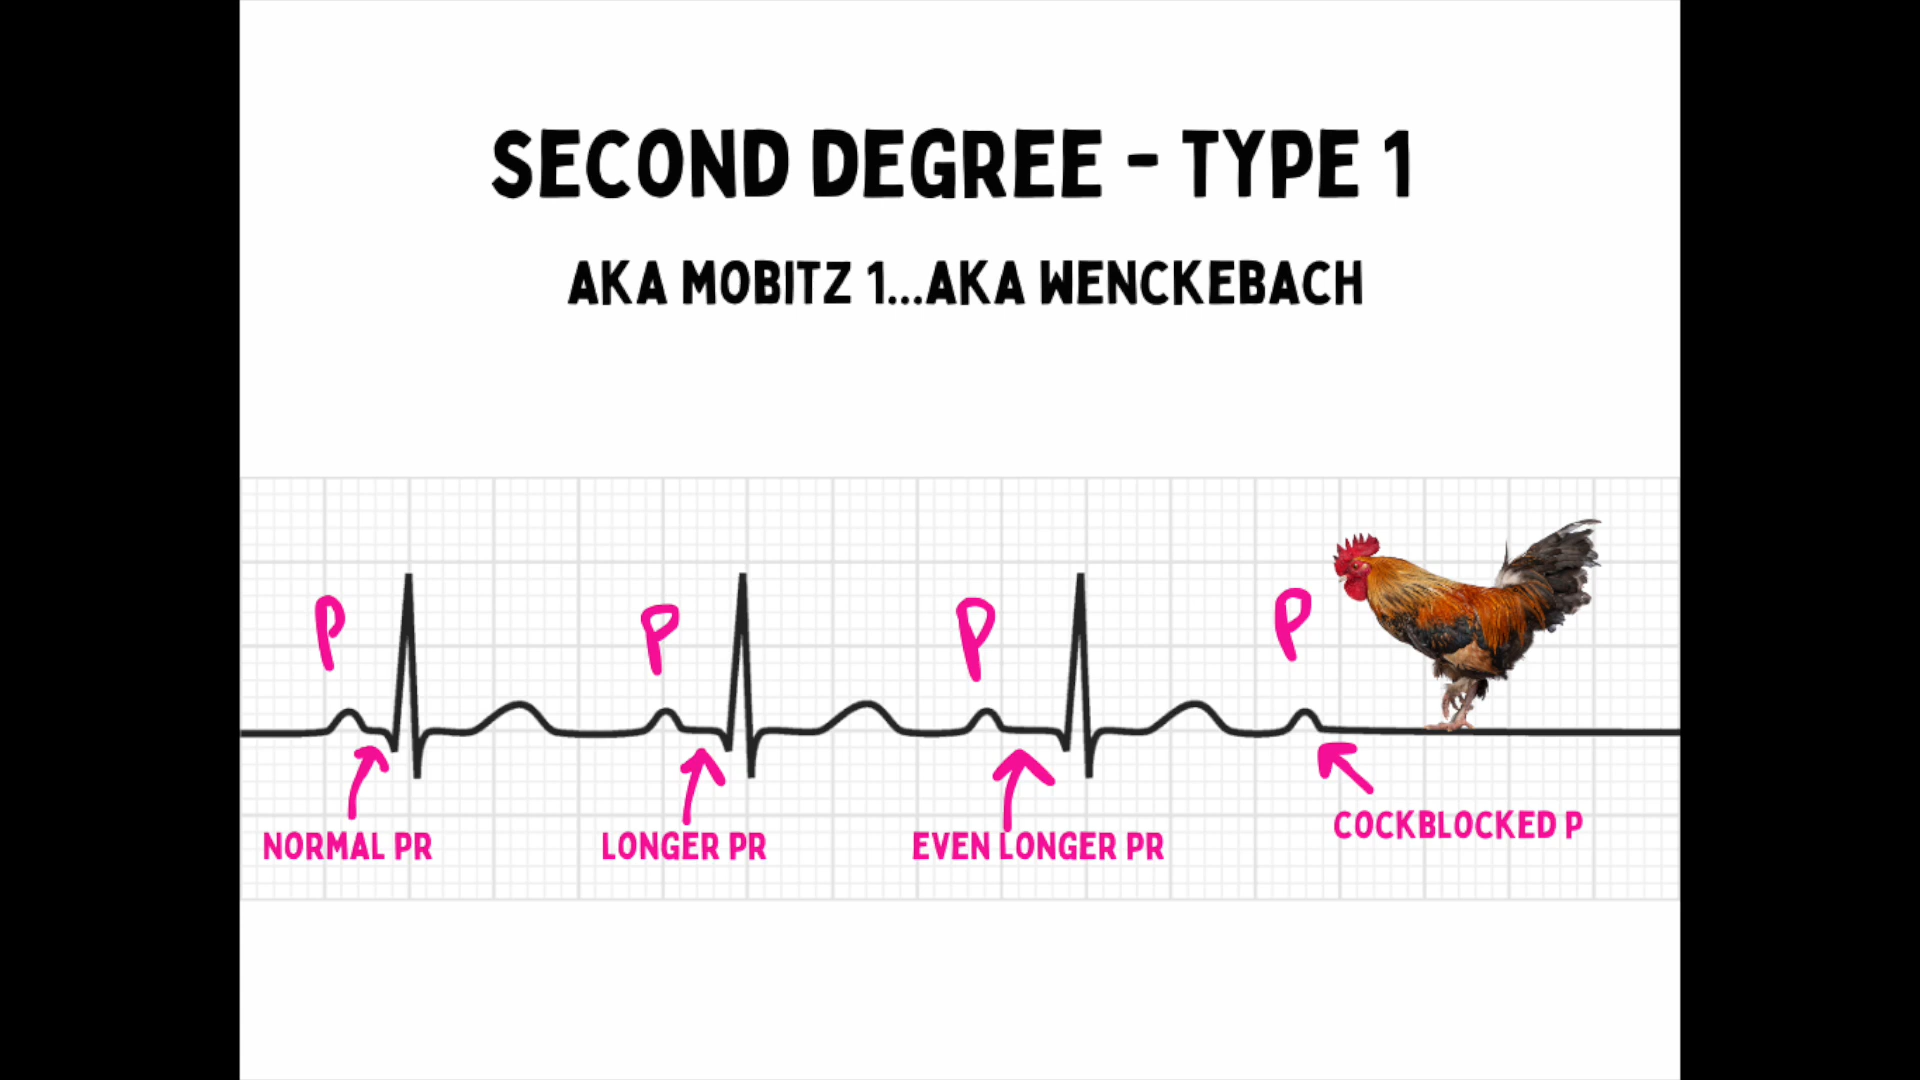 SECOND DEGREE - TYPE 1
AKA MOBITZ 1...AKA WENCKEBACH
P P P P
NORMAL PR LONGER PR EVEN LONGER PR COCKBLOCKED P